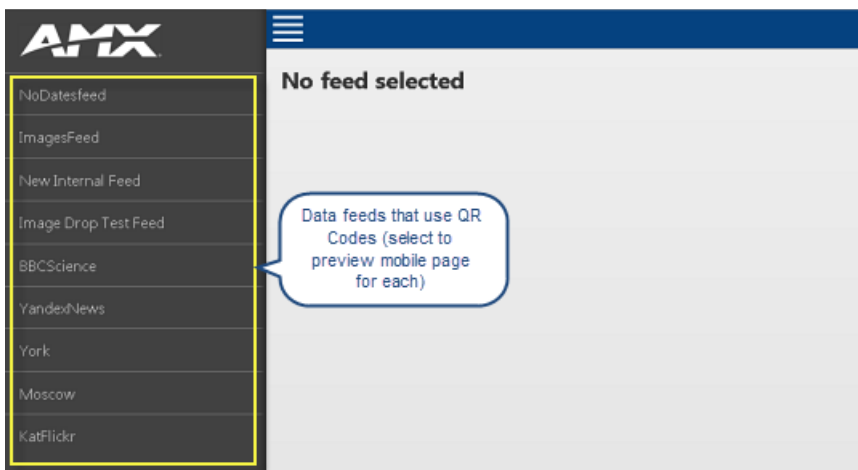 AMX
No feed selected
NoDatesfeed
ImagesFeed
New Internal Feed
Image Drop Test Feed
BBCScience
YandexNews
York
Moscow
KatFlickr
Data feeds that use QR
Codes (select to
preview mobile page
for each)